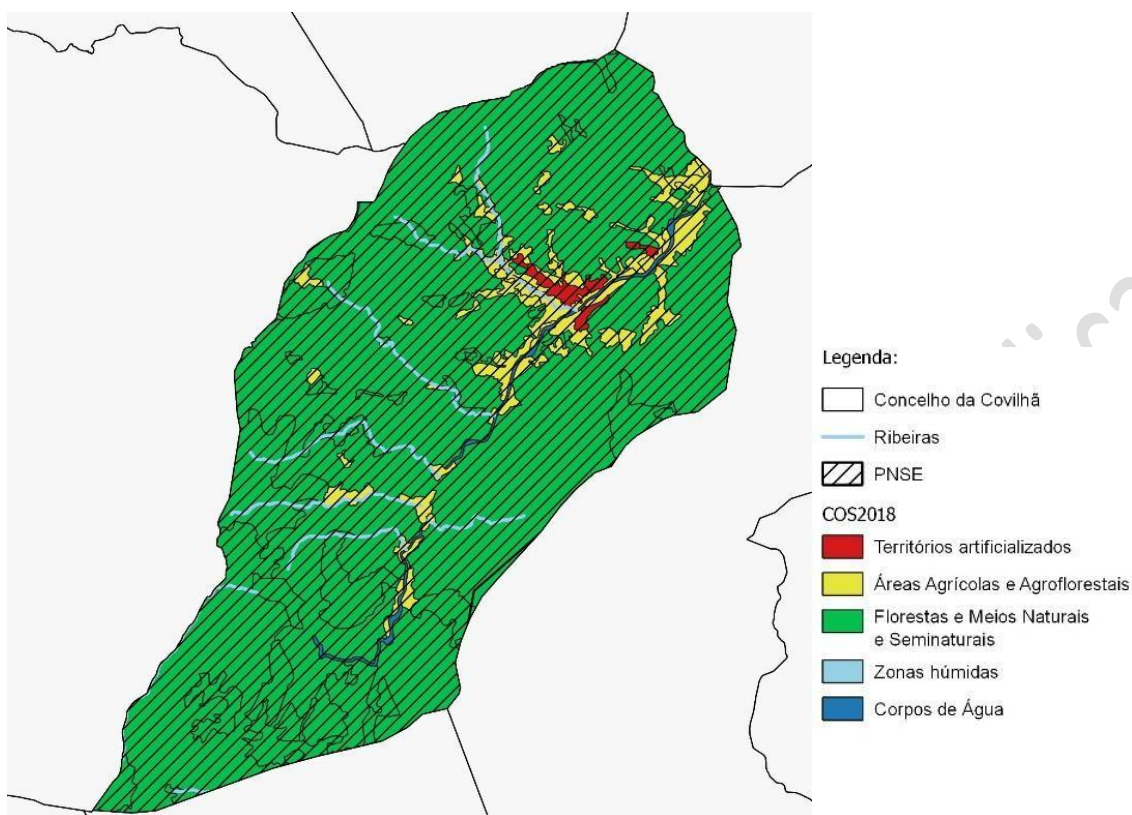 Legenda:
Concelho da Covilhã
Ribeiras
PNSE
COS2018
Territórios artificializados
Áreas Agrícolas e Agroflorestais
Florestas e Meios Naturais
e Seminaturais
Zonas húmidas
Corpos de Água